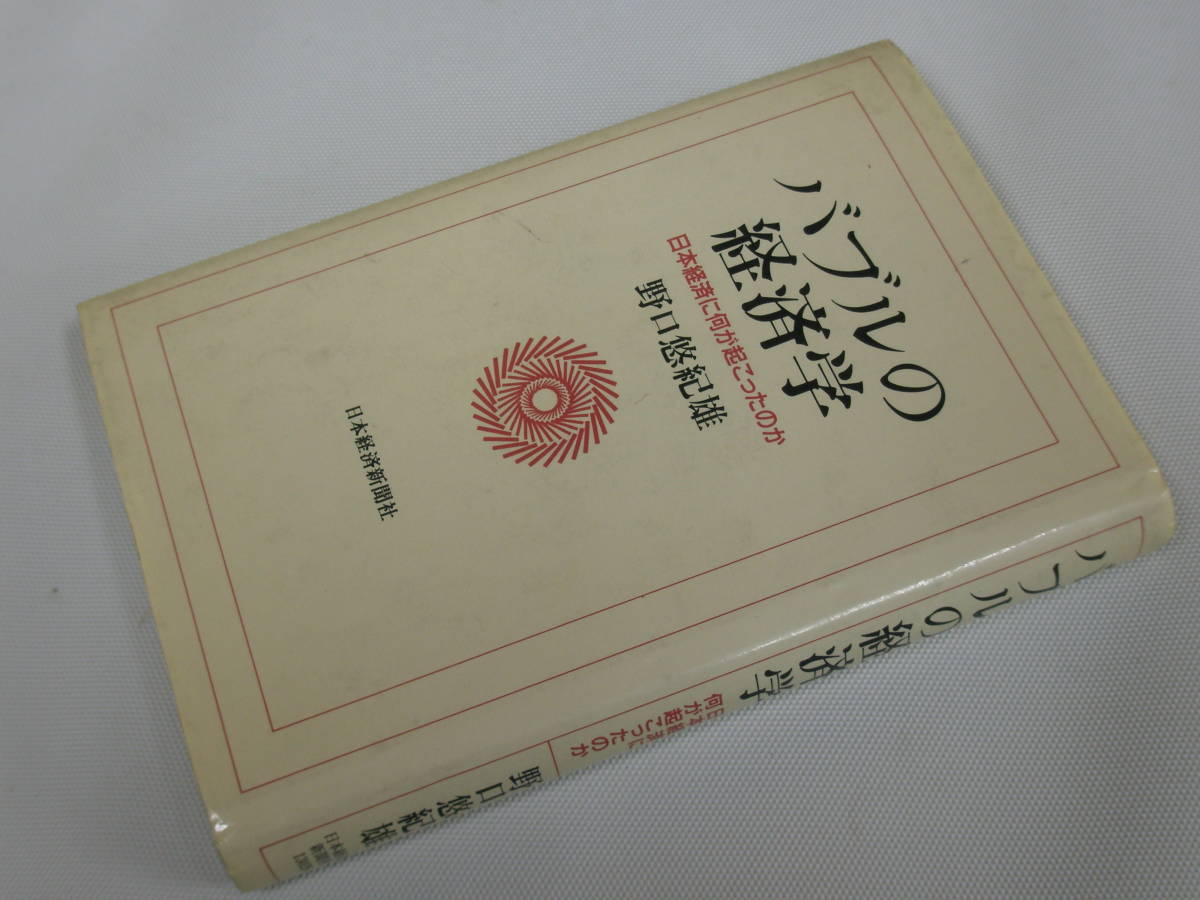 バブルの
経済学
日本経済に何が起こったのか
野口悠紀雄
日本経済新聞社
バブルの経済学
日本経済に
何が起こったのか
野口悠紀雄